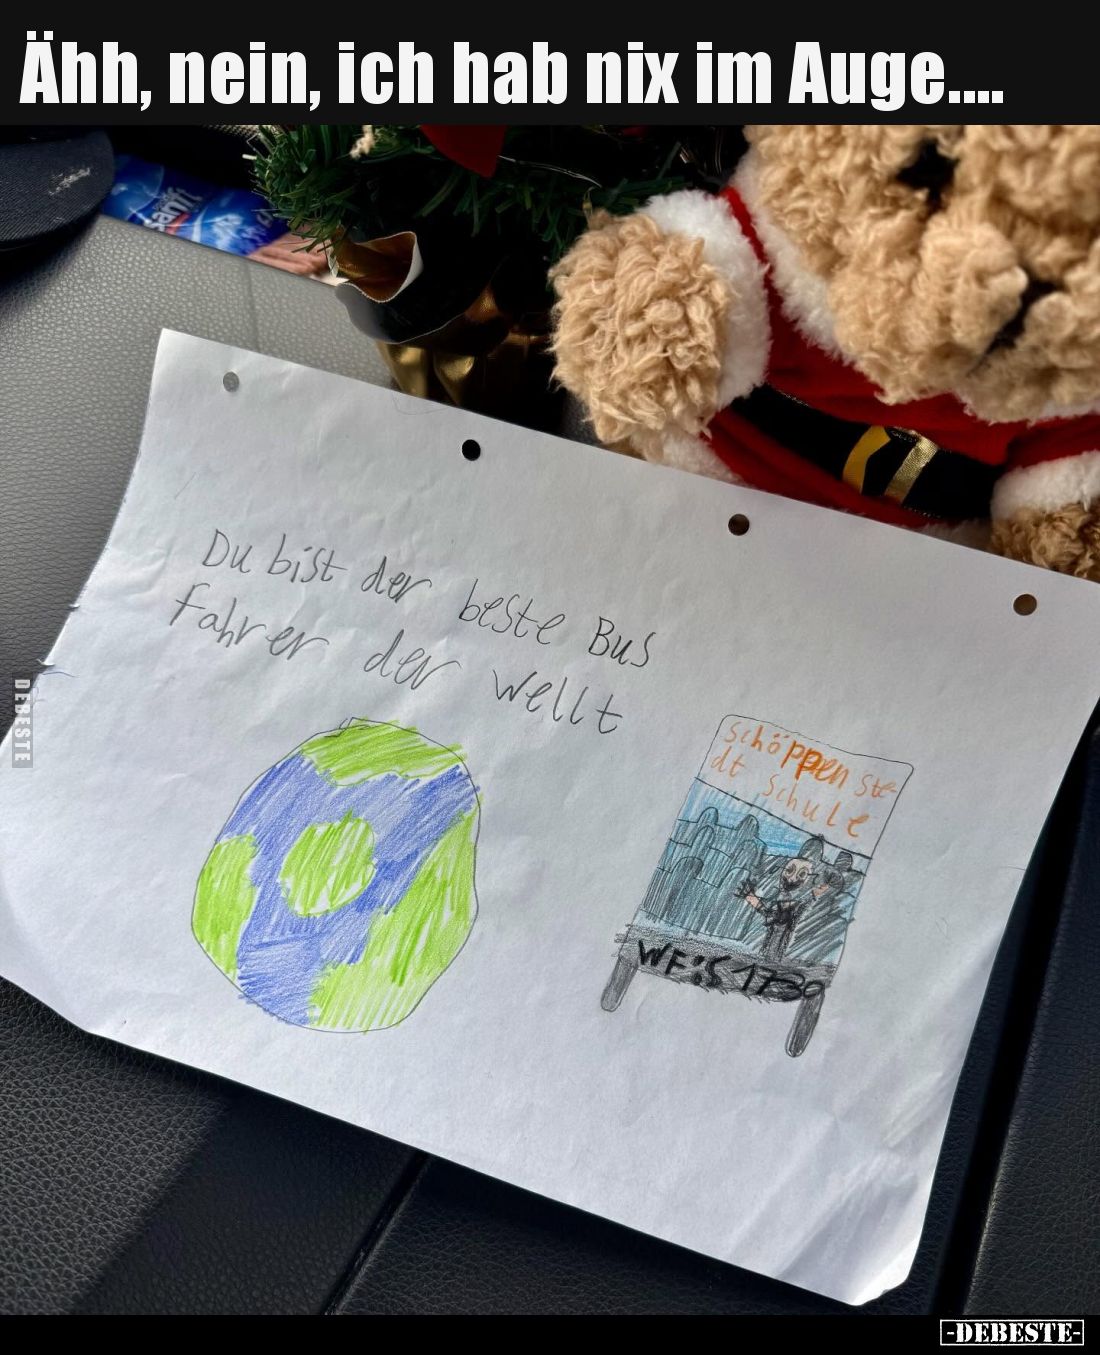 Ähh, nein, ich hab nix im Auge....
sanft
Du bist der beste Bus
Fahrer der wellt
Schöppen ste-
dt Schule
WF:S 1730
DEBESTE
-DEBESTE-